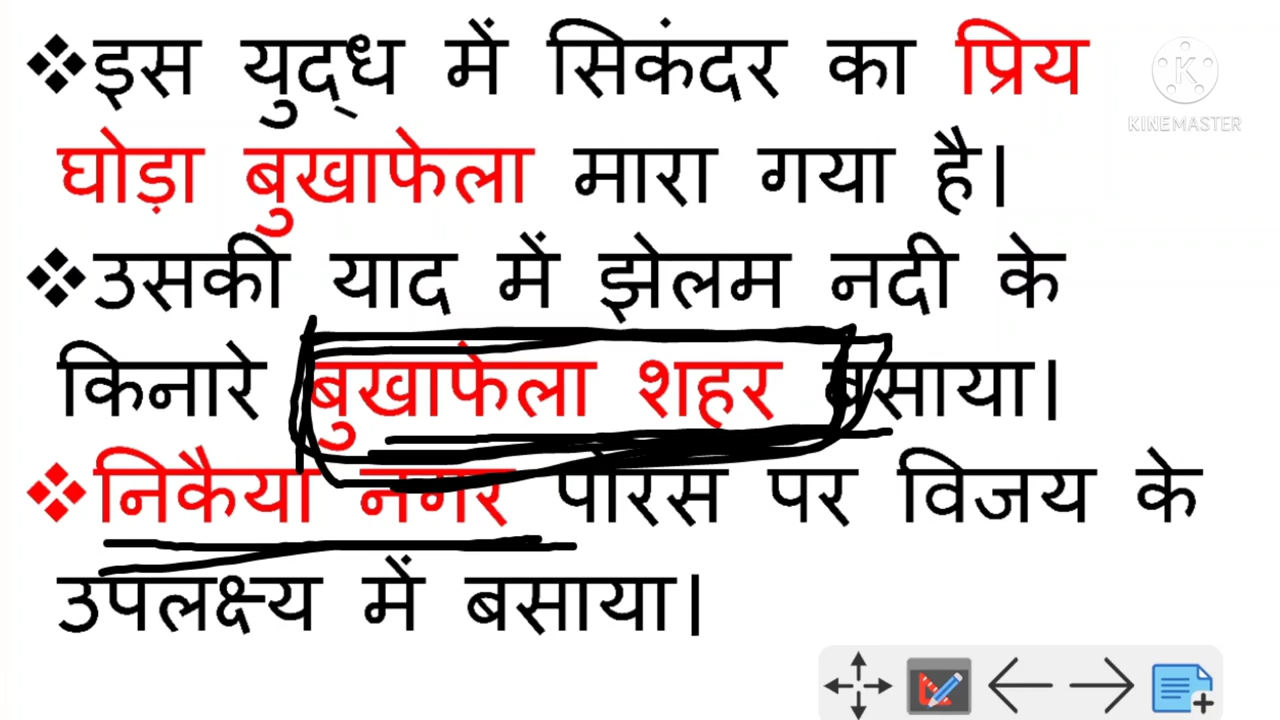 ❖इस युद्ध में सिकंदर का प्रिय
घोड़ा बुखाफेला मारा गया है।
❖उसकी याद में झेलम नदी के
किनारे बुखाफेला शहर बसाया।
❖निकैया नगर पोरस पर विजय के
उपलक्ष्य में बसाया।
K
KINEMASTER